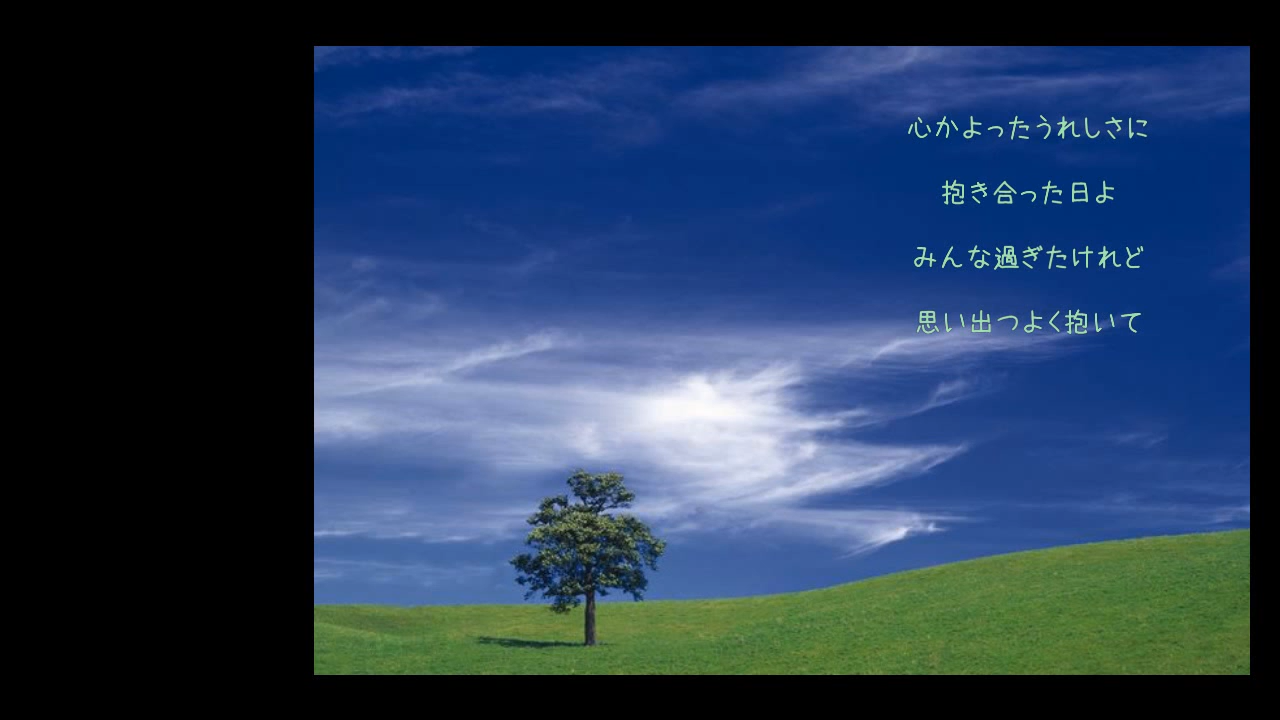 心かよったうれしさに
抱き合った日よ
みんな過ぎたけれど
思い出つよく抱いて